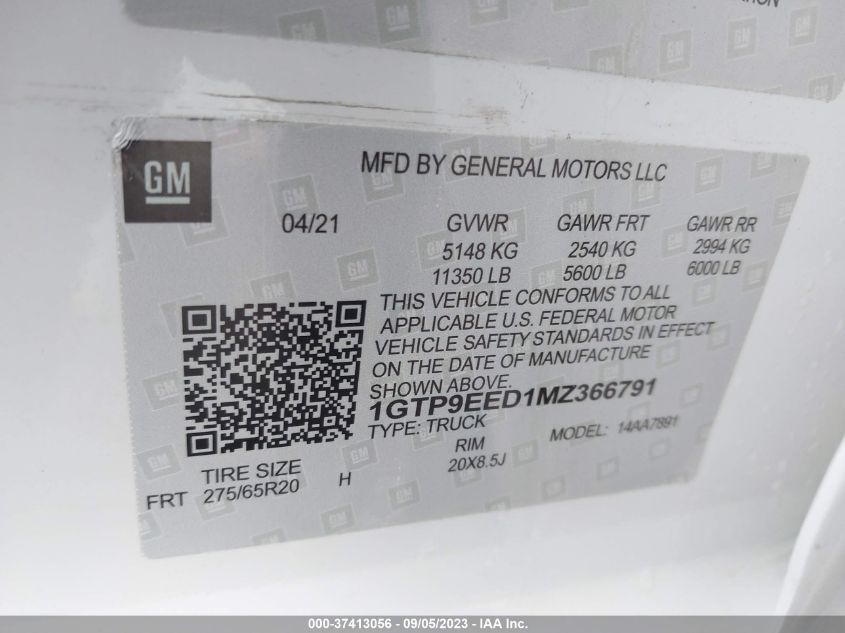 GM
MFD BY GENERAL MOTORS LLC
04/21 GVWR GAWR FRT GAWR RR
5148 KG 2540 KG 2994 KG
11350 LB 5600 LB 6000 LB
THIS VEHICLE CONFORMS TO ALL
APPLICABLE U.S. FEDERAL MOTOR
VEHICLE SAFETY STANDARDS IN EFFECT
ON THE DATE OF MANUFACTURE
SHOWN ABOVE.
1GTP9EED1MZ366791
TYPE: TRUCK MODEL: 14AA7891
TIRE SIZE RIM
FRT 275/65R20 H 20X8.5J
000-37413056 - 09/05/2023 - IAA Inc.